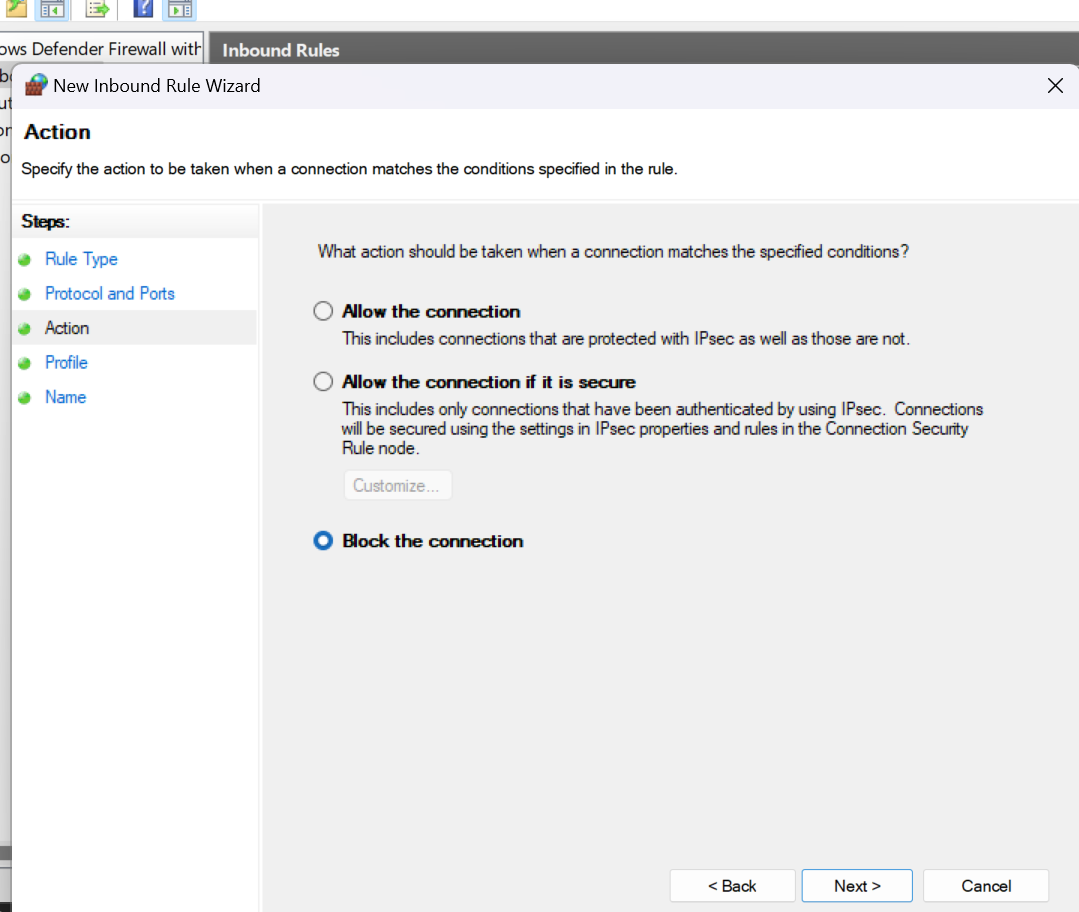 ows Defender Firewall with
Inbound Rules
New Inbound Rule Wizard
Action
Specify the action to be taken when a connection matches the conditions specified in the rule.
Steps:
Rule Type
Protocol and Ports
Action
Profile
Name
What action should be taken when a connection matches the specified conditions?
Allow the connection
This includes connections that are protected with IPsec as well as those are not.
Allow the connection if it is secure
This includes only connections that have been authenticated by using IPsec. Connections
will be secured using the settings in IPsec properties and rules in the Connection Security
Rule node.
Customize...
Block the connection
< Back
Next >
Cancel